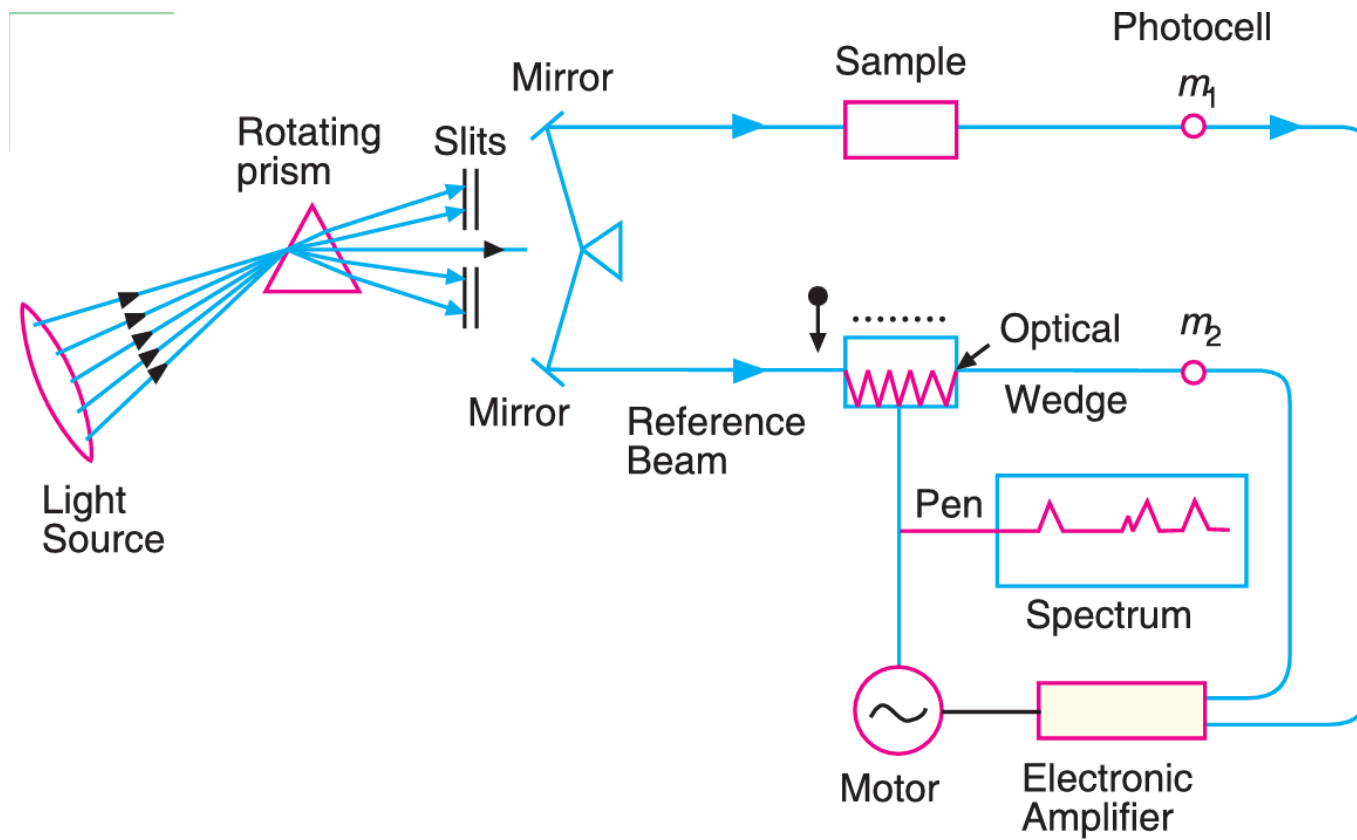 Photocell
Sample
Mirror
m1
Rotating
prism
Slits
Optical
Wedge
m2
Mirror
Reference
Beam
Light
Source
Pen
Spectrum
Motor
Electronic
Amplifier